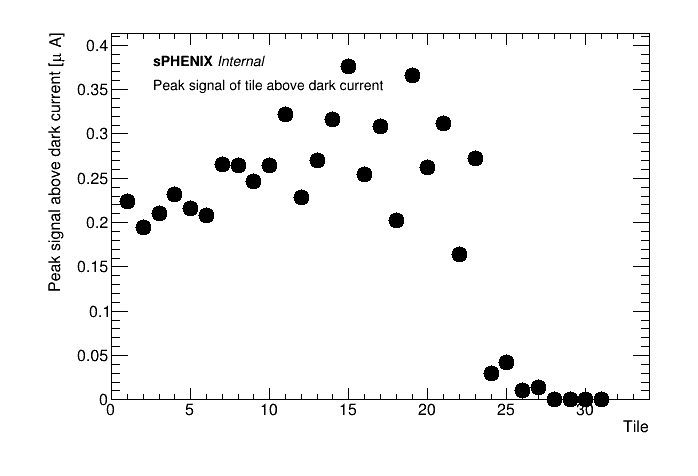 Peak signal above dark current [μ A]
sPHENIX Internal
Peak signal of tile above dark current
0.4
0.35
0.3
0.25
0.2
0.15
0.1
0.05
0
0 5 10 15 20 25 30
Tile